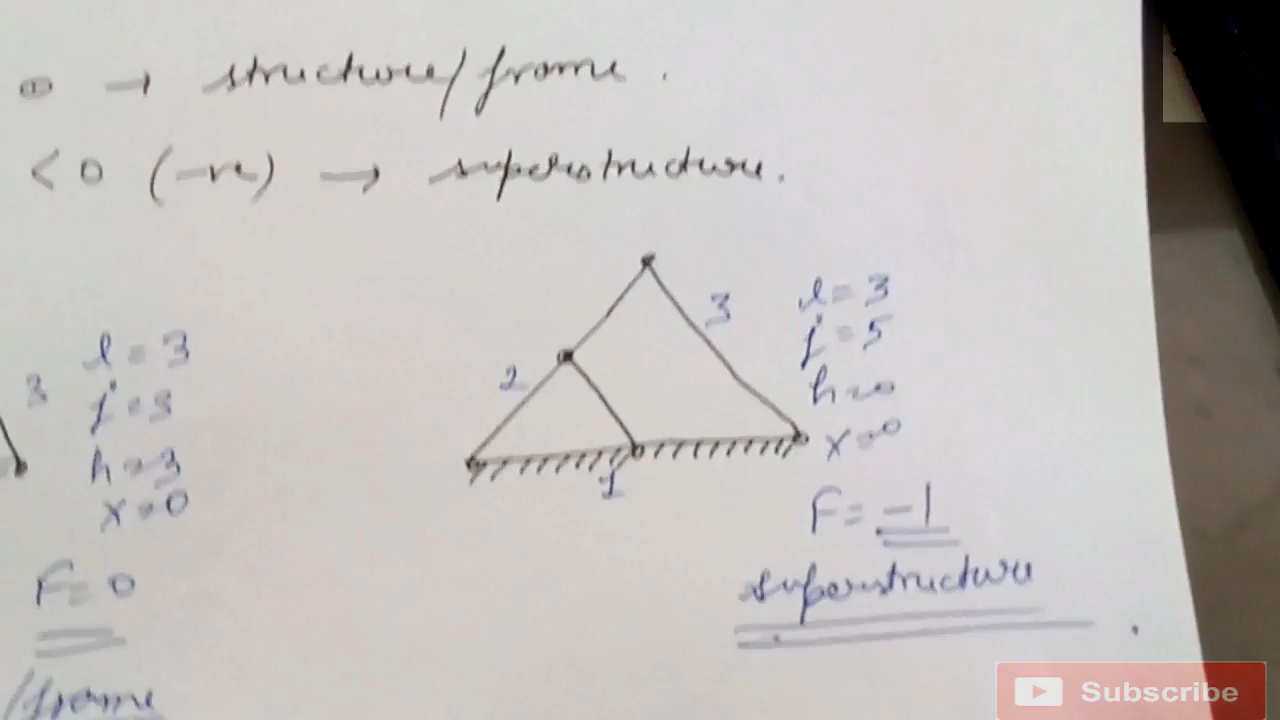 0 → structure/frame.
< 0 (-ve) → superstructure.
3
l = 3
j = 3
h = 3
x = 0
F = 0
/frame
2
3
1
l = 3
j = 5
h = 0
x = 0
F = -1
superstructure
Subscribe